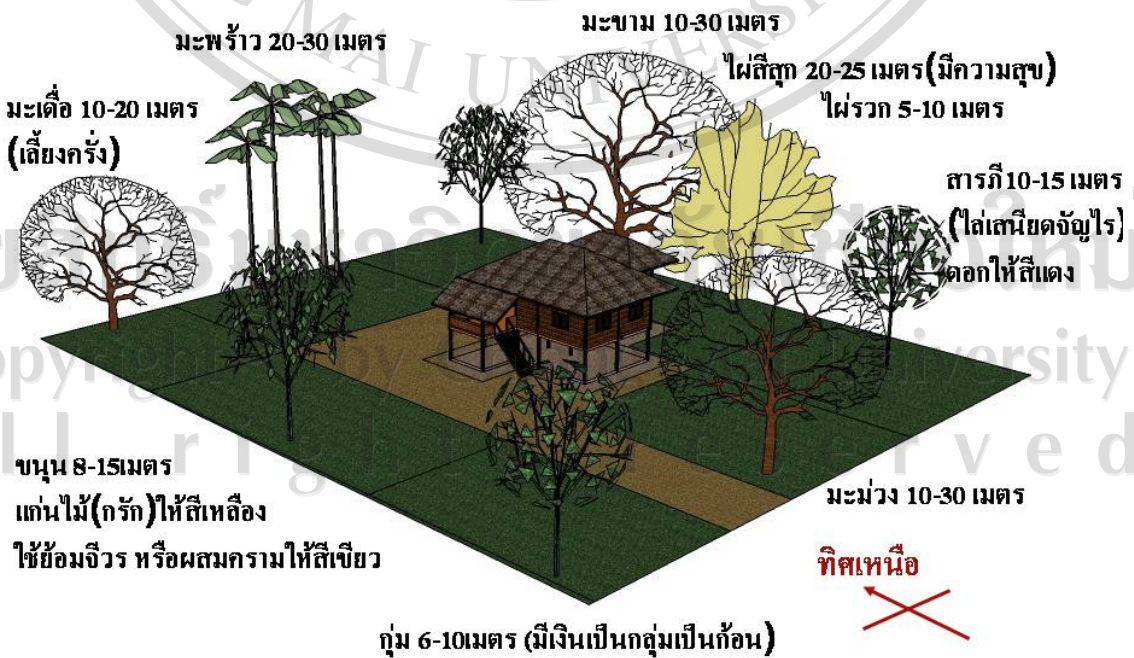 MAI UNIVERSI
มะพร้าว 20-30 เมตร
มะขาม 10-30 เมตร
ไผ่สีสุก 20-25 เมตร(มีความสุข)
ไผ่รวก 5-10 เมตร
มะเดื่อ 10-20 เมตร
(เลี้ยงครั่ง)
สารภี10-15 เมตร
(ไล่เสนียดจัญไร)
ดอกให้สีแดง
ขนุน 8-15เมตร
แก่นไม้(กรัก)ให้สีเหลือง
ใช้ย้อมจีวร หรือผสมครามให้สีเขียว
มะม่วง 10-30 เมตร
ทิศเหนือ
กุ่ม 6-10เมตร (มีเงินเป็นกลุ่มเป็นก้อน)